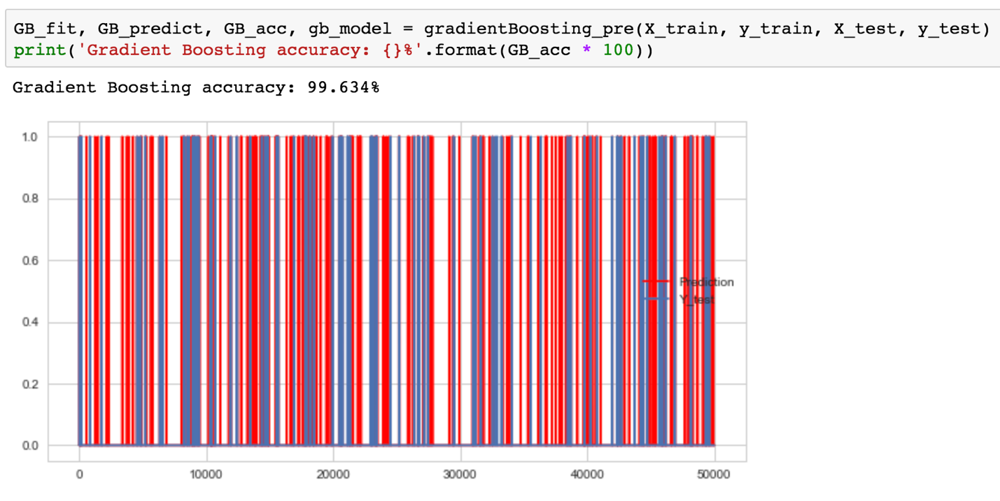 GB_fit, GB_predict, GB_acc, gb_model = gradientBoosting_pre(X_train, y_train, X_test, y_test)
print('Gradient Boosting accuracy: {}%'.format(GB_acc * 100))
Gradient Boosting accuracy: 99.634%
1.0
0.8
0.6
Prediction
Y_test
0.4
0.2
0.0
0 10000 20000 30000 40000 50000